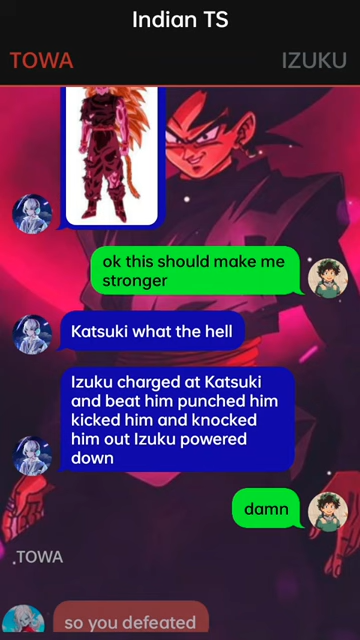 Indian TS
TOWA
IZUKU
ok this should make me
stronger
Katsuki what the hell
Izuku charged at Katsuki
and beat him punched him
kicked him and knocked
him out Izuku powered
down
damn
TOWA
so you defeated